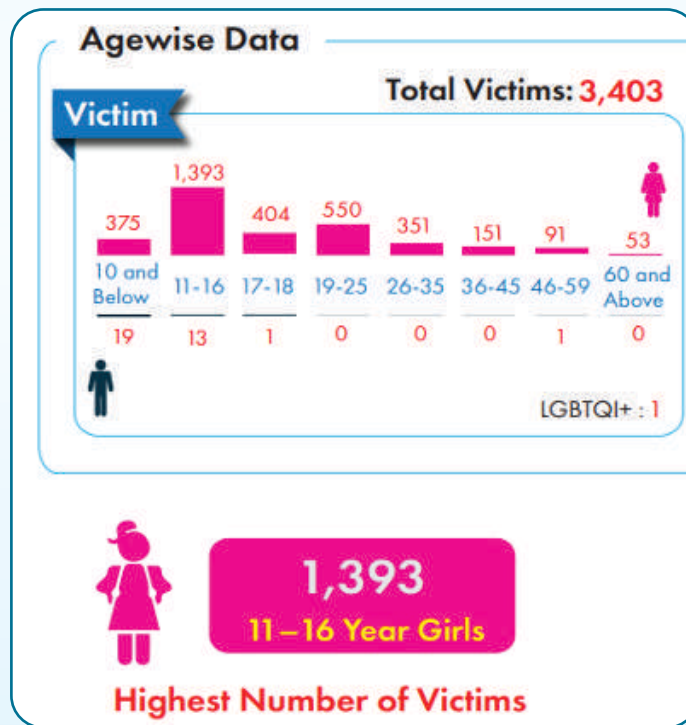 Agewise Data
Total Victims: 3,403
Victim
375 1,393 404 550 351 151 91 53
10 and Below 11-16 17-18 19-25 26-35 36-45 46-59 60 and Above
19 13 1 0 0 0 1 0
LGBTQI+ : 1
1,393
11–16 Year Girls
Highest Number of Victims